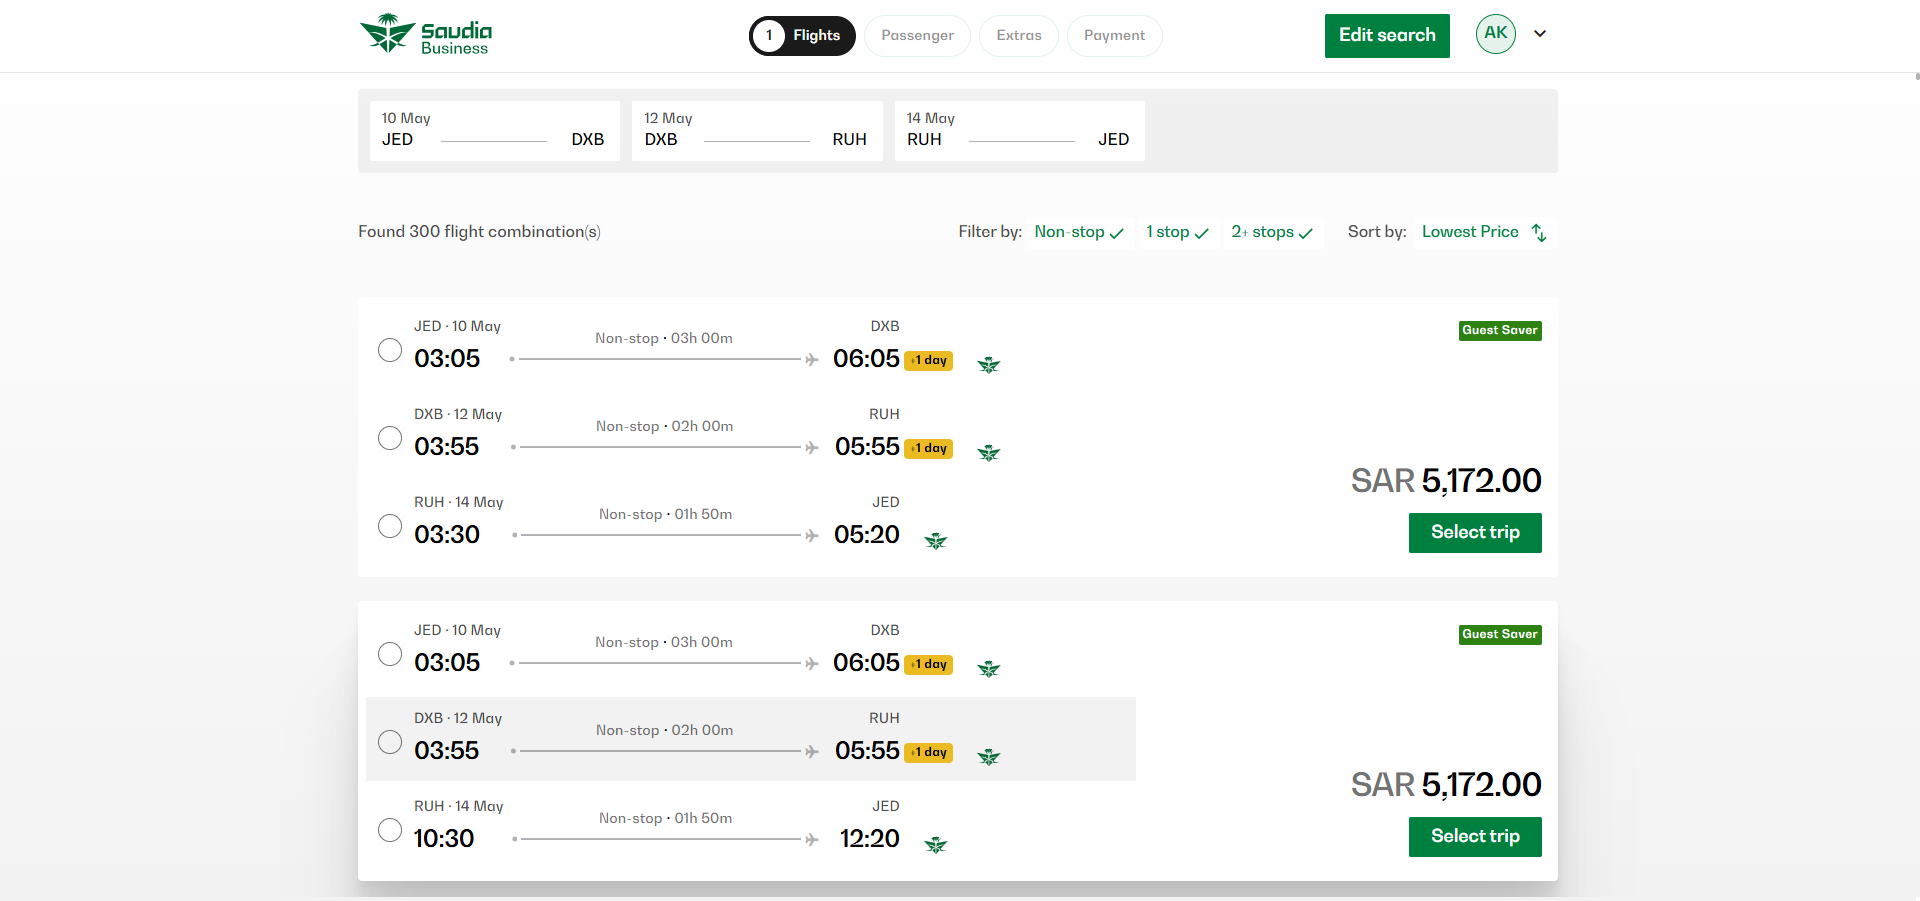 Saudia
Business
1 Flights
Passenger
Extras
Payment
Edit search
AK
10 May
JED DXB
12 May
DXB RUH
14 May
RUH JED
Found 300 flight combination(s)
Filter by: Non-stop 1 stop 2+ stops
Sort by: Lowest Price
JED · 10 May
Non-stop · 03h 00m
DXB
03:05
06:05 +1 day
Guest Saver
DXB · 12 May
Non-stop · 02h 00m
RUH
03:55
05:55 +1 day
RUH · 14 May
Non-stop · 01h 50m
JED
03:30
05:20
SAR 5,172.00
Select trip
JED · 10 May
Non-stop · 03h 00m
DXB
03:05
06:05 +1 day
Guest Saver
DXB · 12 May
Non-stop · 02h 00m
RUH
03:55
05:55 +1 day
RUH · 14 May
Non-stop · 01h 50m
JED
10:30
12:20
SAR 5,172.00
Select trip